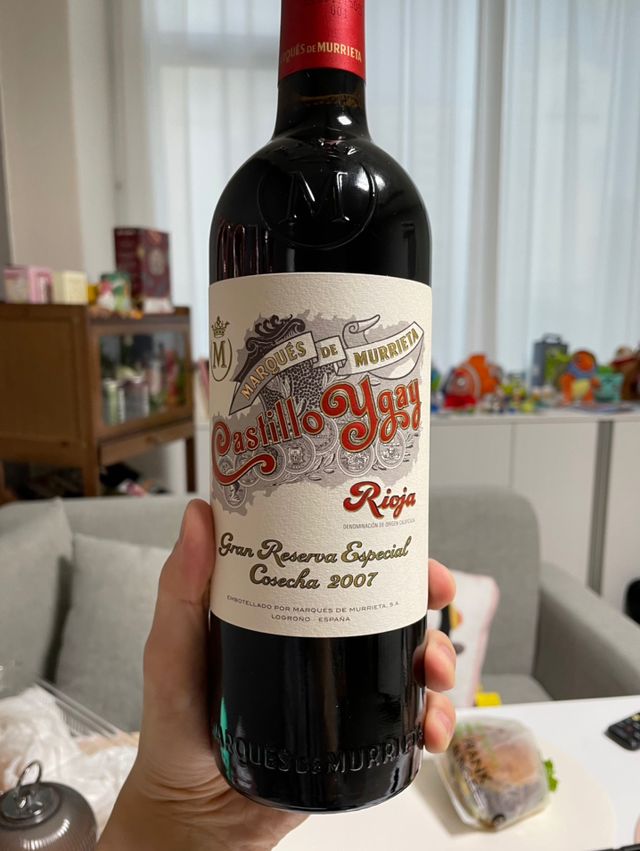 MARQUÉS DE MURRIETA
M
M
MARQUÉS DE MURRIETA
Castillo Ygay
Rioja
DENOMINACIÓN DE ORIGEN CALIFICADA
Gran Reserva Especial
Cosecha 2007
EMBOTELLADO POR MARQUÉS DE MURRIETA, S.A.
LOGROÑO - ESPAÑA
MARQUÉS DE MURRIETA